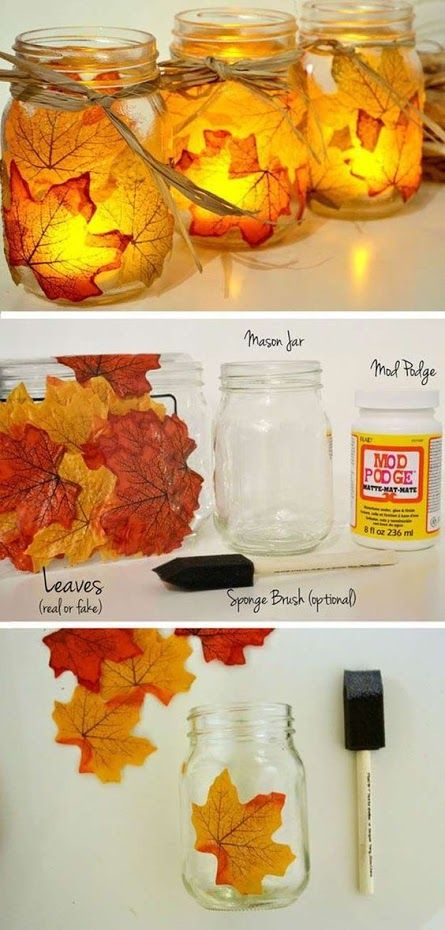 Mason Jar
Mod Podge
PLAID
MOD
PODGE
MATTE-MAT-MATE
8 fl oz 236 ml
Leaves
(real or fake)
Sponge Brush (optional)